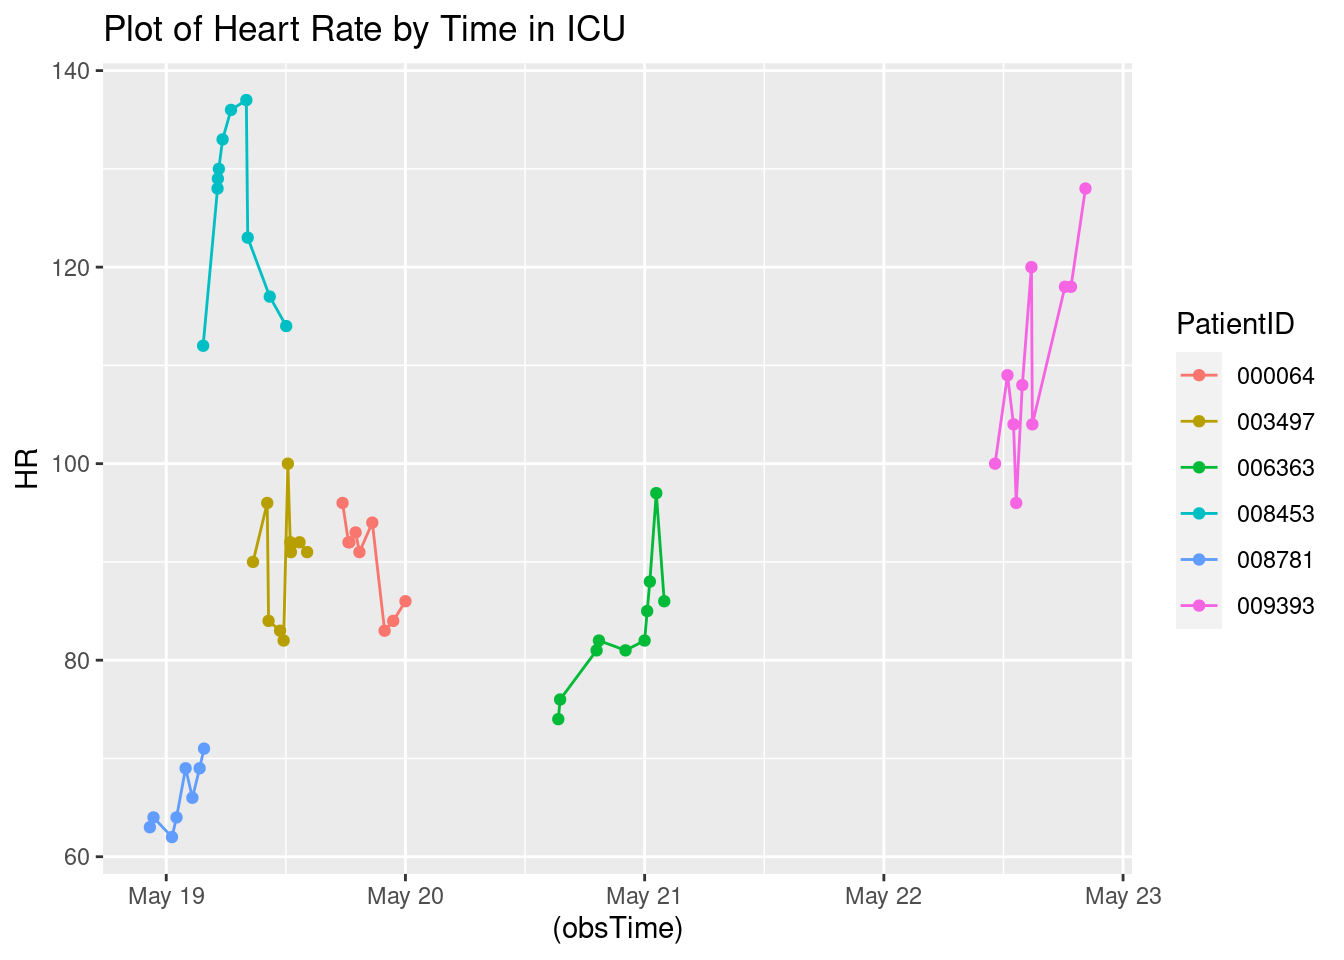 Plot of Heart Rate by Time in ICU
140
120
100
80
60
HR
May 19
May 20
May 21
May 22
May 23
(obsTime)
PatientID
000064
003497
006363
008453
008781
009393